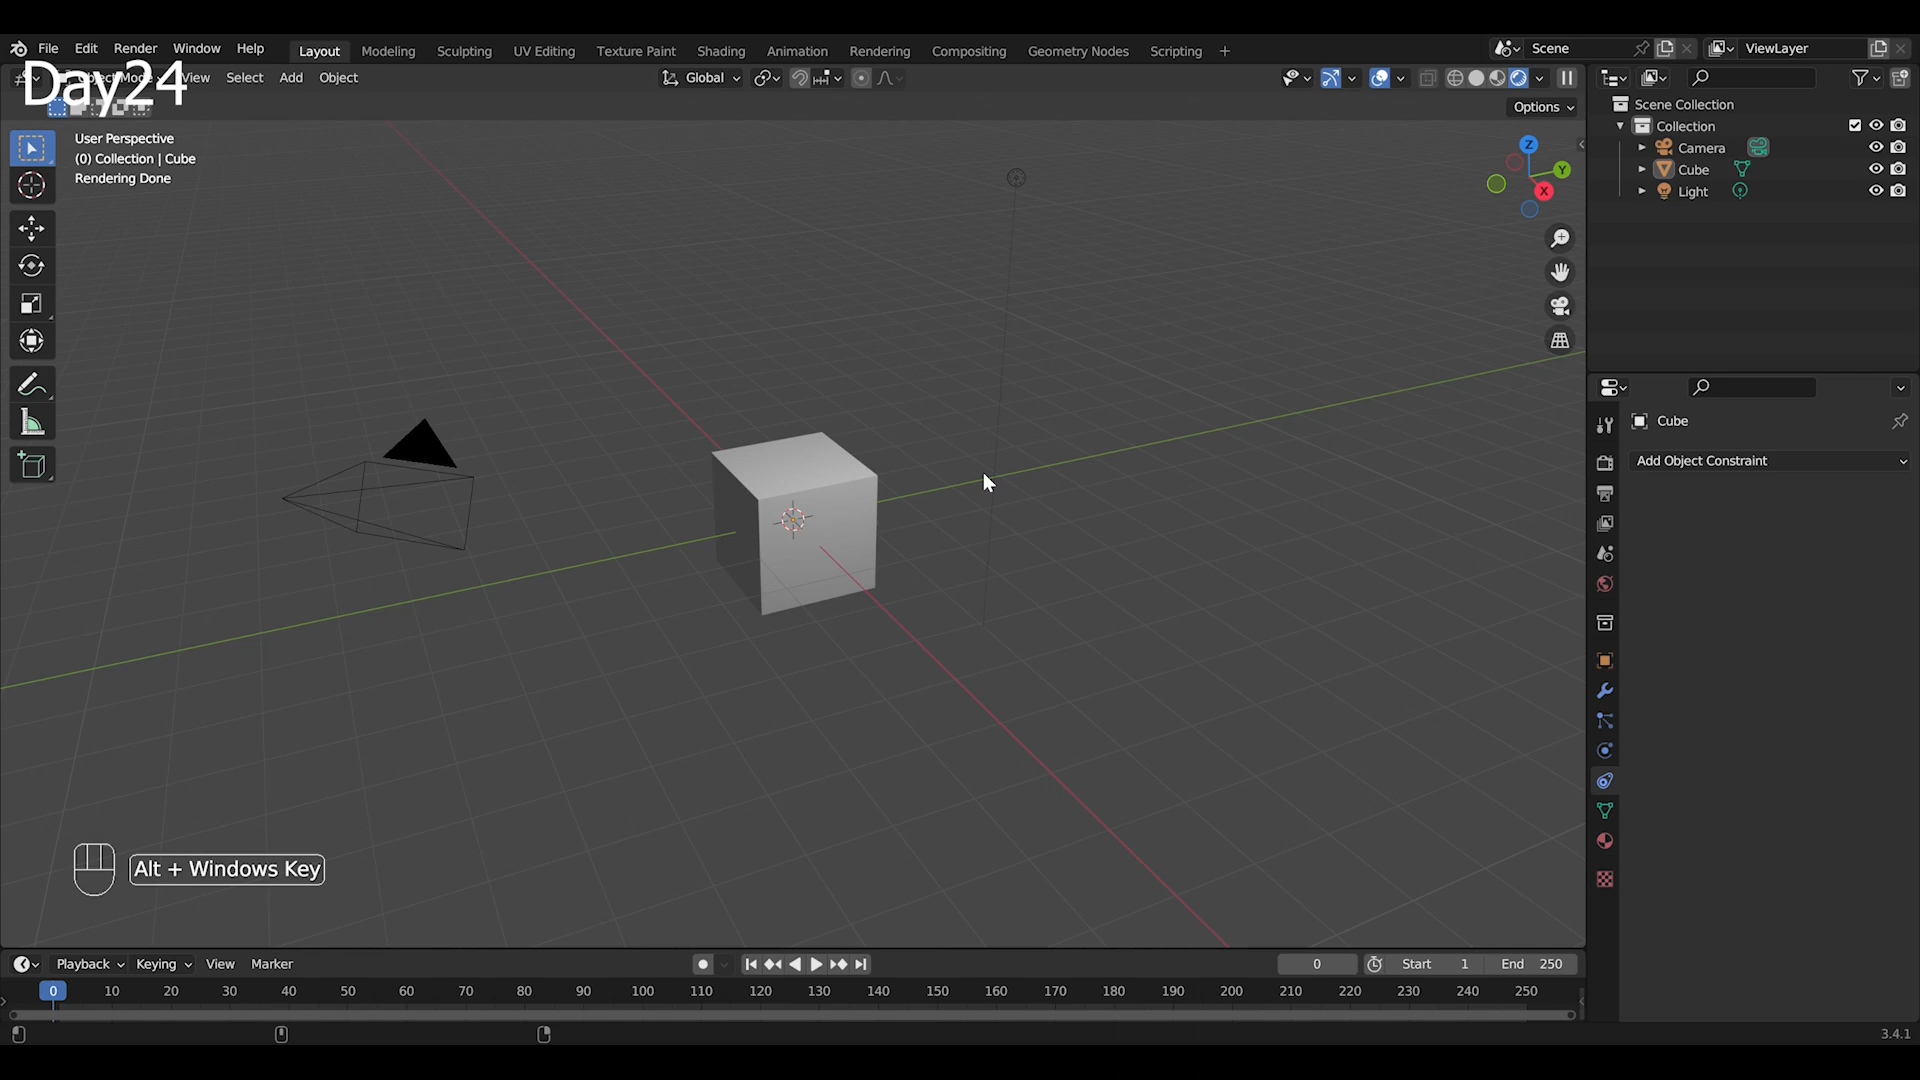 File Edit Render Window Help Layout Modeling Sculpting UV Editing Texture Paint Shading Animation Rendering Compositing Geometry Nodes Scripting + Scene ViewLayer
Day24
Object Mode View Select Add Object Global
Options
User Perspective
(0) Collection | Cube
Rendering Done
Z
Y
X
Scene Collection
Collection
Camera
Cube
Light
Cube
Add Object Constraint
Alt + Windows Key
Playback Keying View Marker 0 Start 1 End 250
0 10 20 30 40 50 60 70 80 90 100 110 120 130 140 150 160 170 180 190 200 210 220 230 240 250
3.4.1